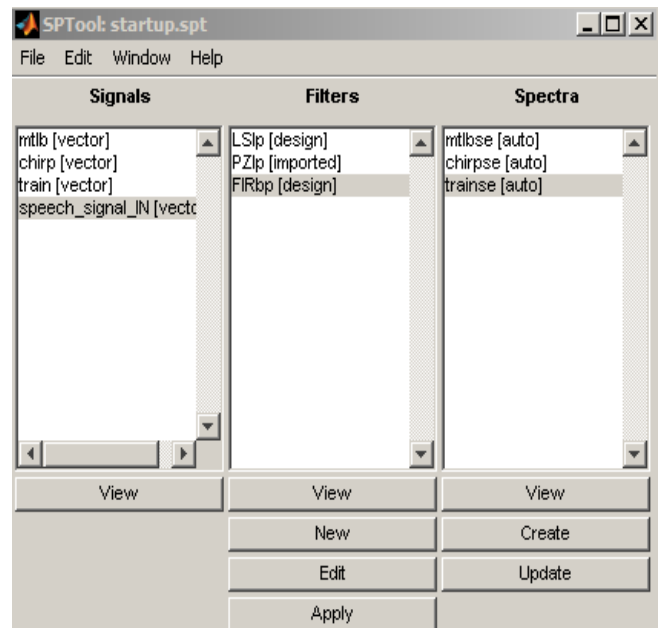 SPTool: startup.spt
File Edit Window Help
Signals
mtlb [vector]
chirp [vector]
train [vector]
speech_signal_IN [vectc
View
Filters
LSlp [design]
PZlp [imported]
FIRbp [design]
View
New
Edit
Apply
Spectra
mtlbse [auto]
chirpse [auto]
trainse [auto]
View
Create
Update